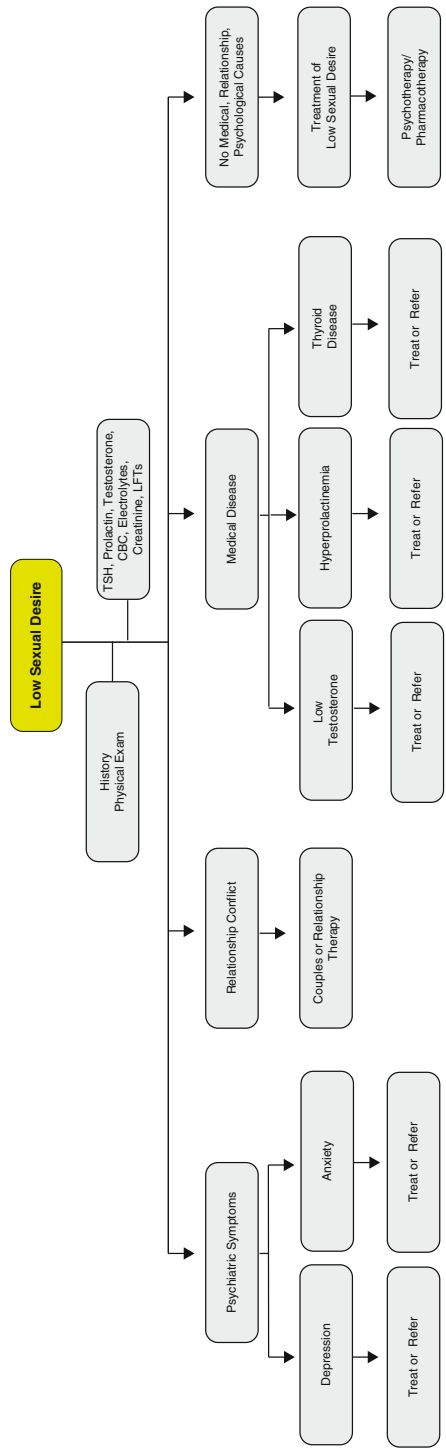 Low Sexual Desire
History
Physical Exam
TSH, Prolactin, Testosterone,
CBC, Electrolytes,
Creatinine, LFTs
Psychiatric Symptoms
Relationship Conflict
Medical Disease
No Medical, Relationship,
Psychological Causes
Depression
Anxiety
Couples or Relationship
Therapy
Low
Testosterone
Hyperprolactinemia
Thyroid
Disease
Treatment of
Low Sexual Desire
Treat or Refer
Treat or Refer
Treat or Refer
Treat or Refer
Treat or Refer
Psychotherapy/
Pharmacotherapy